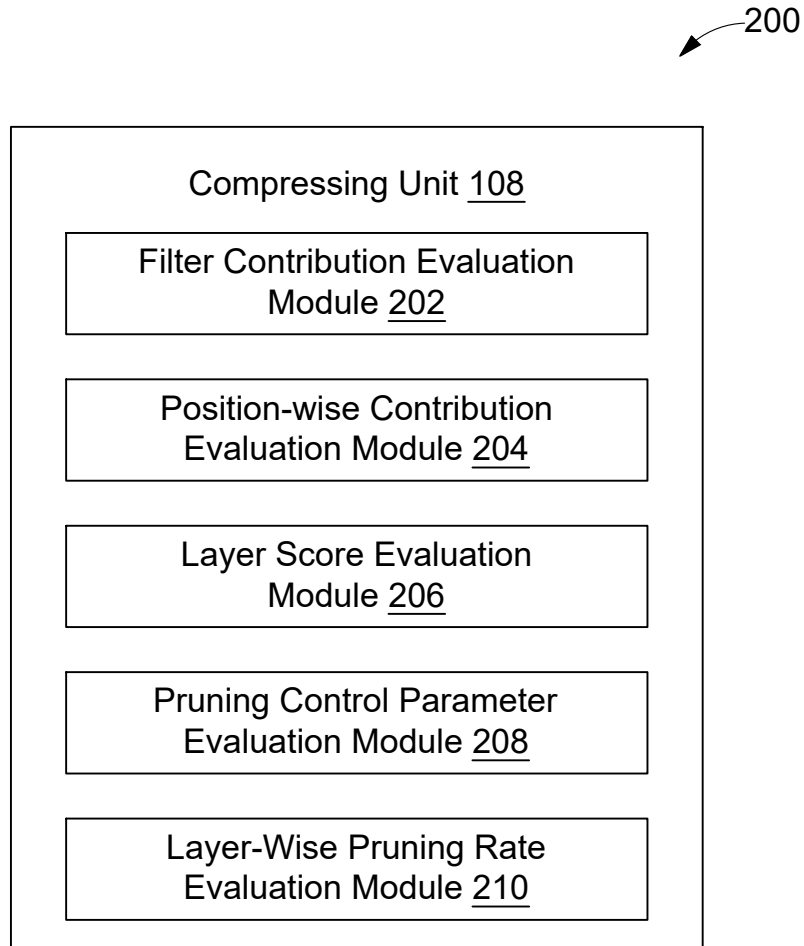 200
Compressing Unit 108
Filter Contribution Evaluation
Module 202
Position-wise Contribution
Evaluation Module 204
Layer Score Evaluation
Module 206
Pruning Control Parameter
Evaluation Module 208
Layer-Wise Pruning Rate
Evaluation Module 210